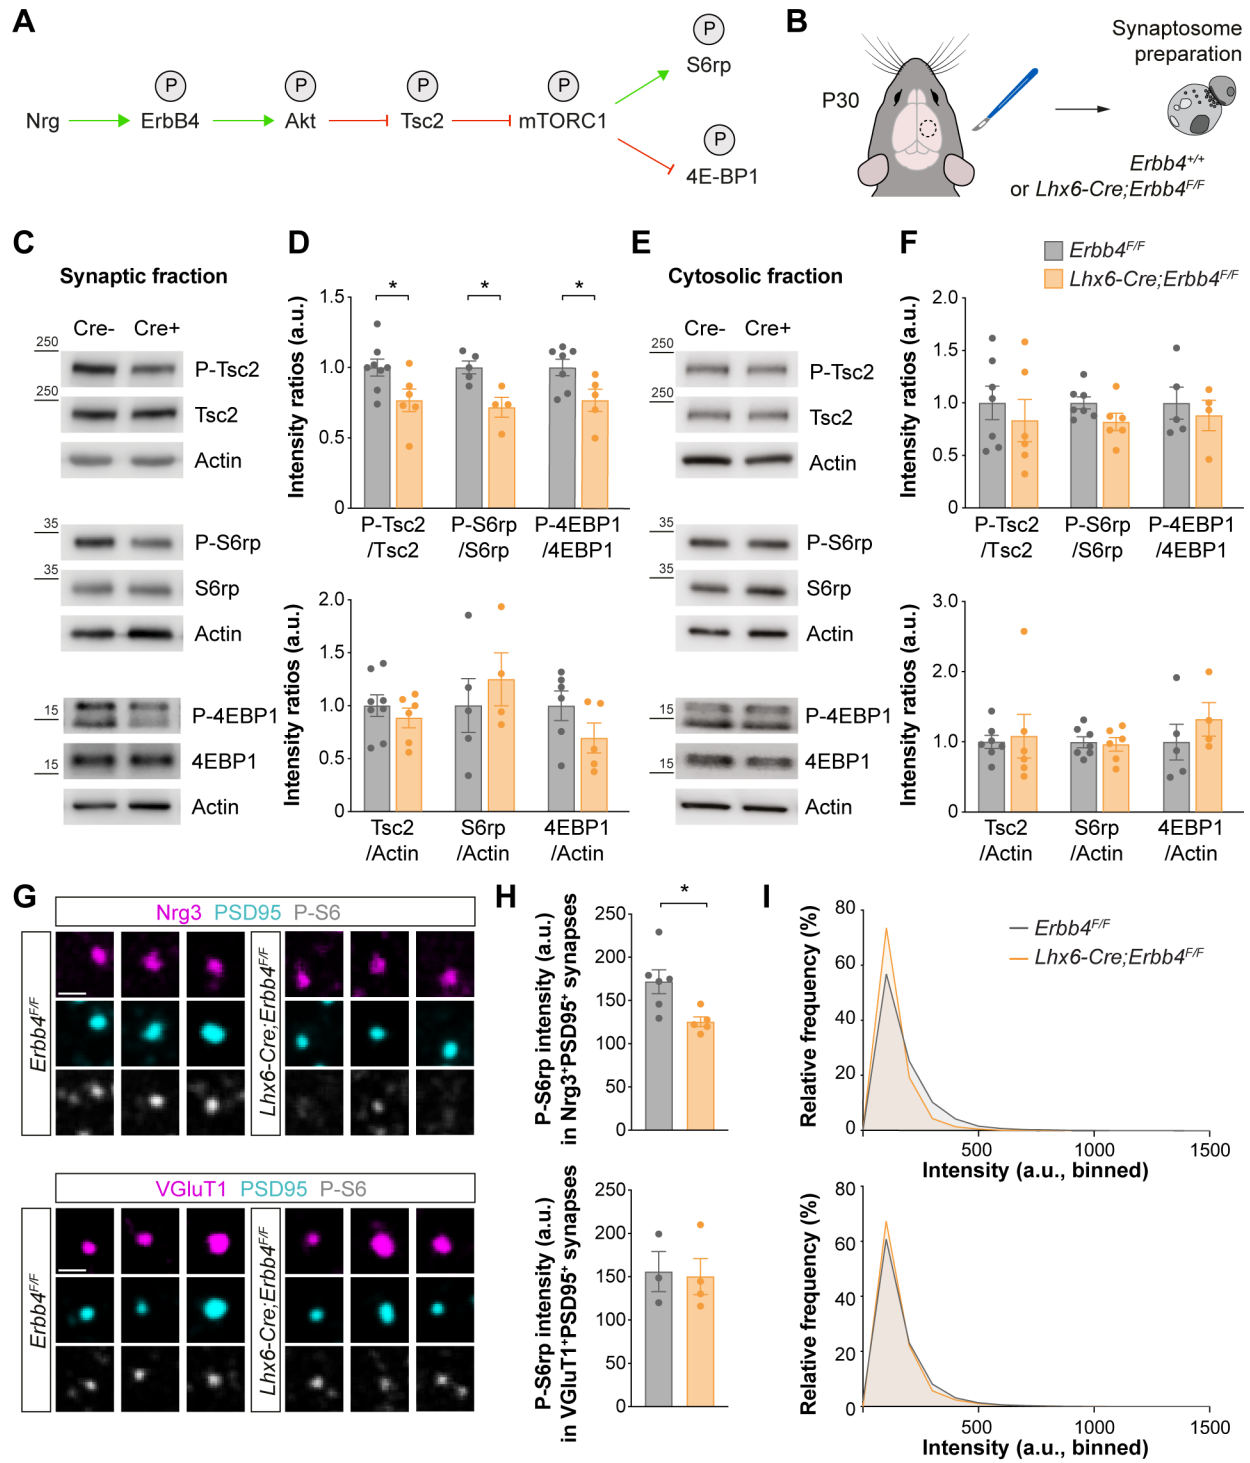 A
Nrg
P
ErbB4
P
Akt
P
Tsc2
P
mTORC1
P
S6rp
P
4E-BP1
B
P30
Synaptosome
preparation
Erbb4+/+
or Lhx6-Cre;Erbb4F/F
C
Synaptic fraction
Cre- Cre+
250
P-Tsc2
250
Tsc2
Actin
35
P-S6rp
35
S6rp
Actin
15
P-4EBP1
15
4EBP1
Actin
D
Intensity ratios (a.u.)
1.5
1.0
0.5
0
* * *
P-Tsc2 P-S6rp P-4EBP1
/Tsc2 /S6rp /4EBP1
Intensity ratios (a.u.)
2.0
1.5
1.0
0.5
0
Tsc2 S6rp 4EBP1
/Actin /Actin /Actin
E
Cytosolic fraction
Cre- Cre+
250
P-Tsc2
250
Tsc2
Actin
35
P-S6rp
35
S6rp
Actin
15
P-4EBP1
15
4EBP1
Actin
F
Erbb4F/F
Lhx6-Cre;Erbb4F/F
Intensity ratios (a.u.)
2.0
1.5
1.0
0.5
0
P-Tsc2 P-S6rp P-4EBP1
/Tsc2 /S6rp /4EBP1
Intensity ratios (a.u.)
3.0
2.0
1.0
0
Tsc2 S6rp 4EBP1
/Actin /Actin /Actin
G
Nrg3 PSD95 P-S6
Erbb4F/F
Lhx6-Cre;Erbb4F/F
VGluT1 PSD95 P-S6
Erbb4F/F
Lhx6-Cre;Erbb4F/F
H
P-S6rp intensity (a.u.)
in Nrg3+PSD95+ synapses
250
200
150
100
50
0
*
P-S6rp intensity (a.u.)
in VGluT1+PSD95+ synapses
250
200
150
100
50
0
I
Relative frequency (%)
80
60
40
20
0
Erbb4F/F
Lhx6-Cre;Erbb4F/F
500 1000 1500
Intensity (a.u., binned)
Relative frequency (%)
80
60
40
20
0
500 1000 1500
Intensity (a.u., binned)